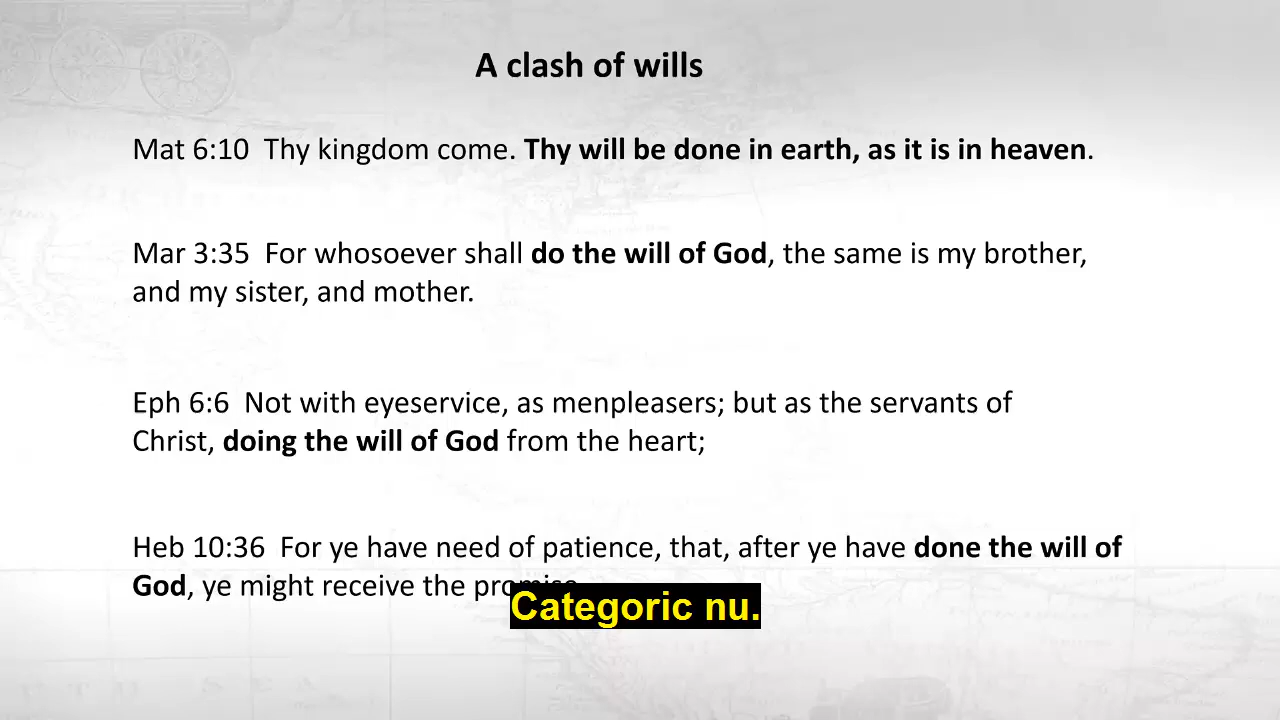 A clash of wills
Mat 6:10  Thy kingdom come. Thy will be done in earth, as it is in heaven.
Mar 3:35  For whosoever shall do the will of God, the same is my brother,
and my sister, and mother.
Eph 6:6  Not with eyeservice, as menpleasers; but as the servants of
Christ, doing the will of God from the heart;
Heb 10:36  For ye have need of patience, that, after ye have done the will of
God, ye might receive the promise
Categoric nu.